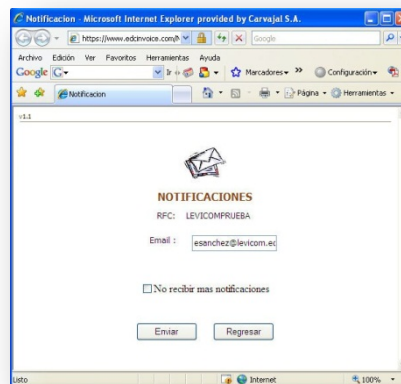 Notificacion - Microsoft Internet Explorer provided by Carvajal S.A.
https://www.edcinvoice.com/N
Google
Archivo Edición Ver Favoritos Herramientas Ayuda
Google G Ir Marcadores Configuración
Notificacion Página Herramientas
v1.1
NOTIFICACIONES
RFC: LEVICOMPRUEBA
Email : esanchez@levicom.ec
No recibir mas notificaciones
Enviar Regresar
Listo Internet 100%